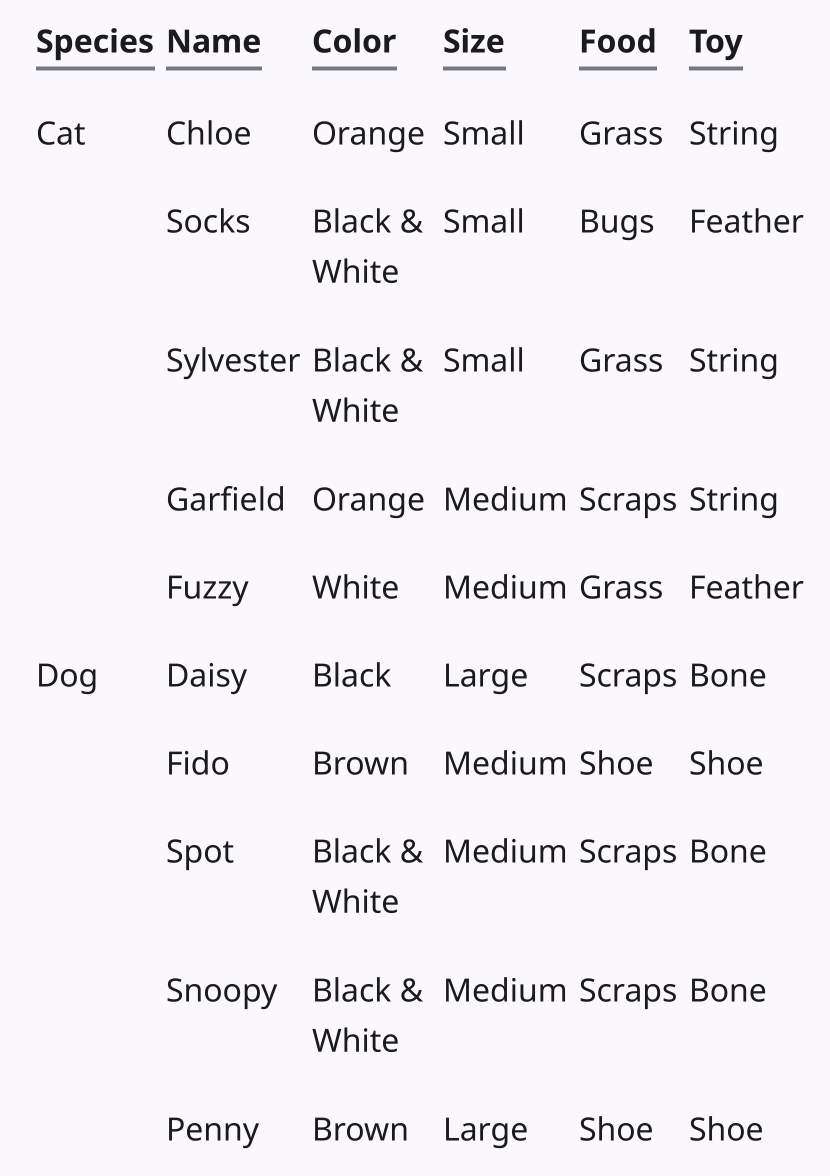 Species Name Color Size Food Toy
Cat Chloe Orange Small Grass String
Socks Black & Small Bugs Feather
White
Sylvester Black & Small Grass String
White
Garfield Orange Medium Scraps String
Fuzzy White Medium Grass Feather
Dog Daisy Black Large Scraps Bone
Fido Brown Medium Shoe Shoe
Spot Black & Medium Scraps Bone
White
Snoopy Black & Medium Scraps Bone
White
Penny Brown Large Shoe Shoe